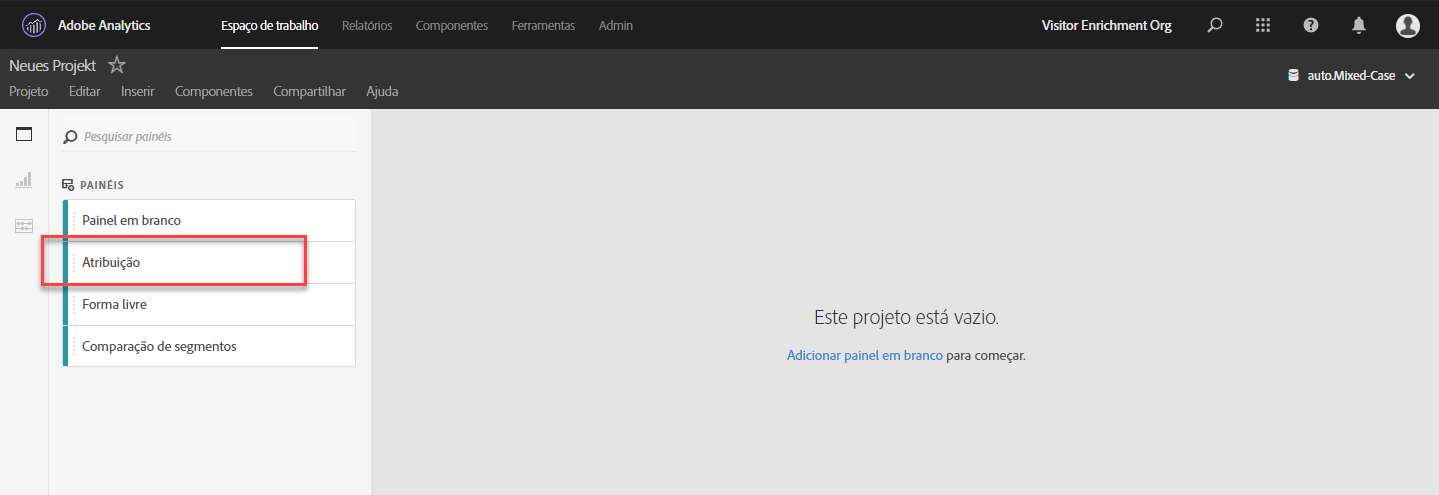 Adobe Analytics Espaço de trabalho Relatórios Componentes Ferramentas Admin Visitor Enrichment Org
Neues Projekt
auto.Mixed-Case
Projeto Editar Inserir Componentes Compartilhar Ajuda
Pesquisar painéis
PAINÉIS
Painel em branco
Atribuição
Forma livre
Comparação de segmentos
Este projeto está vazio.
Adicionar painel em branco para começar.